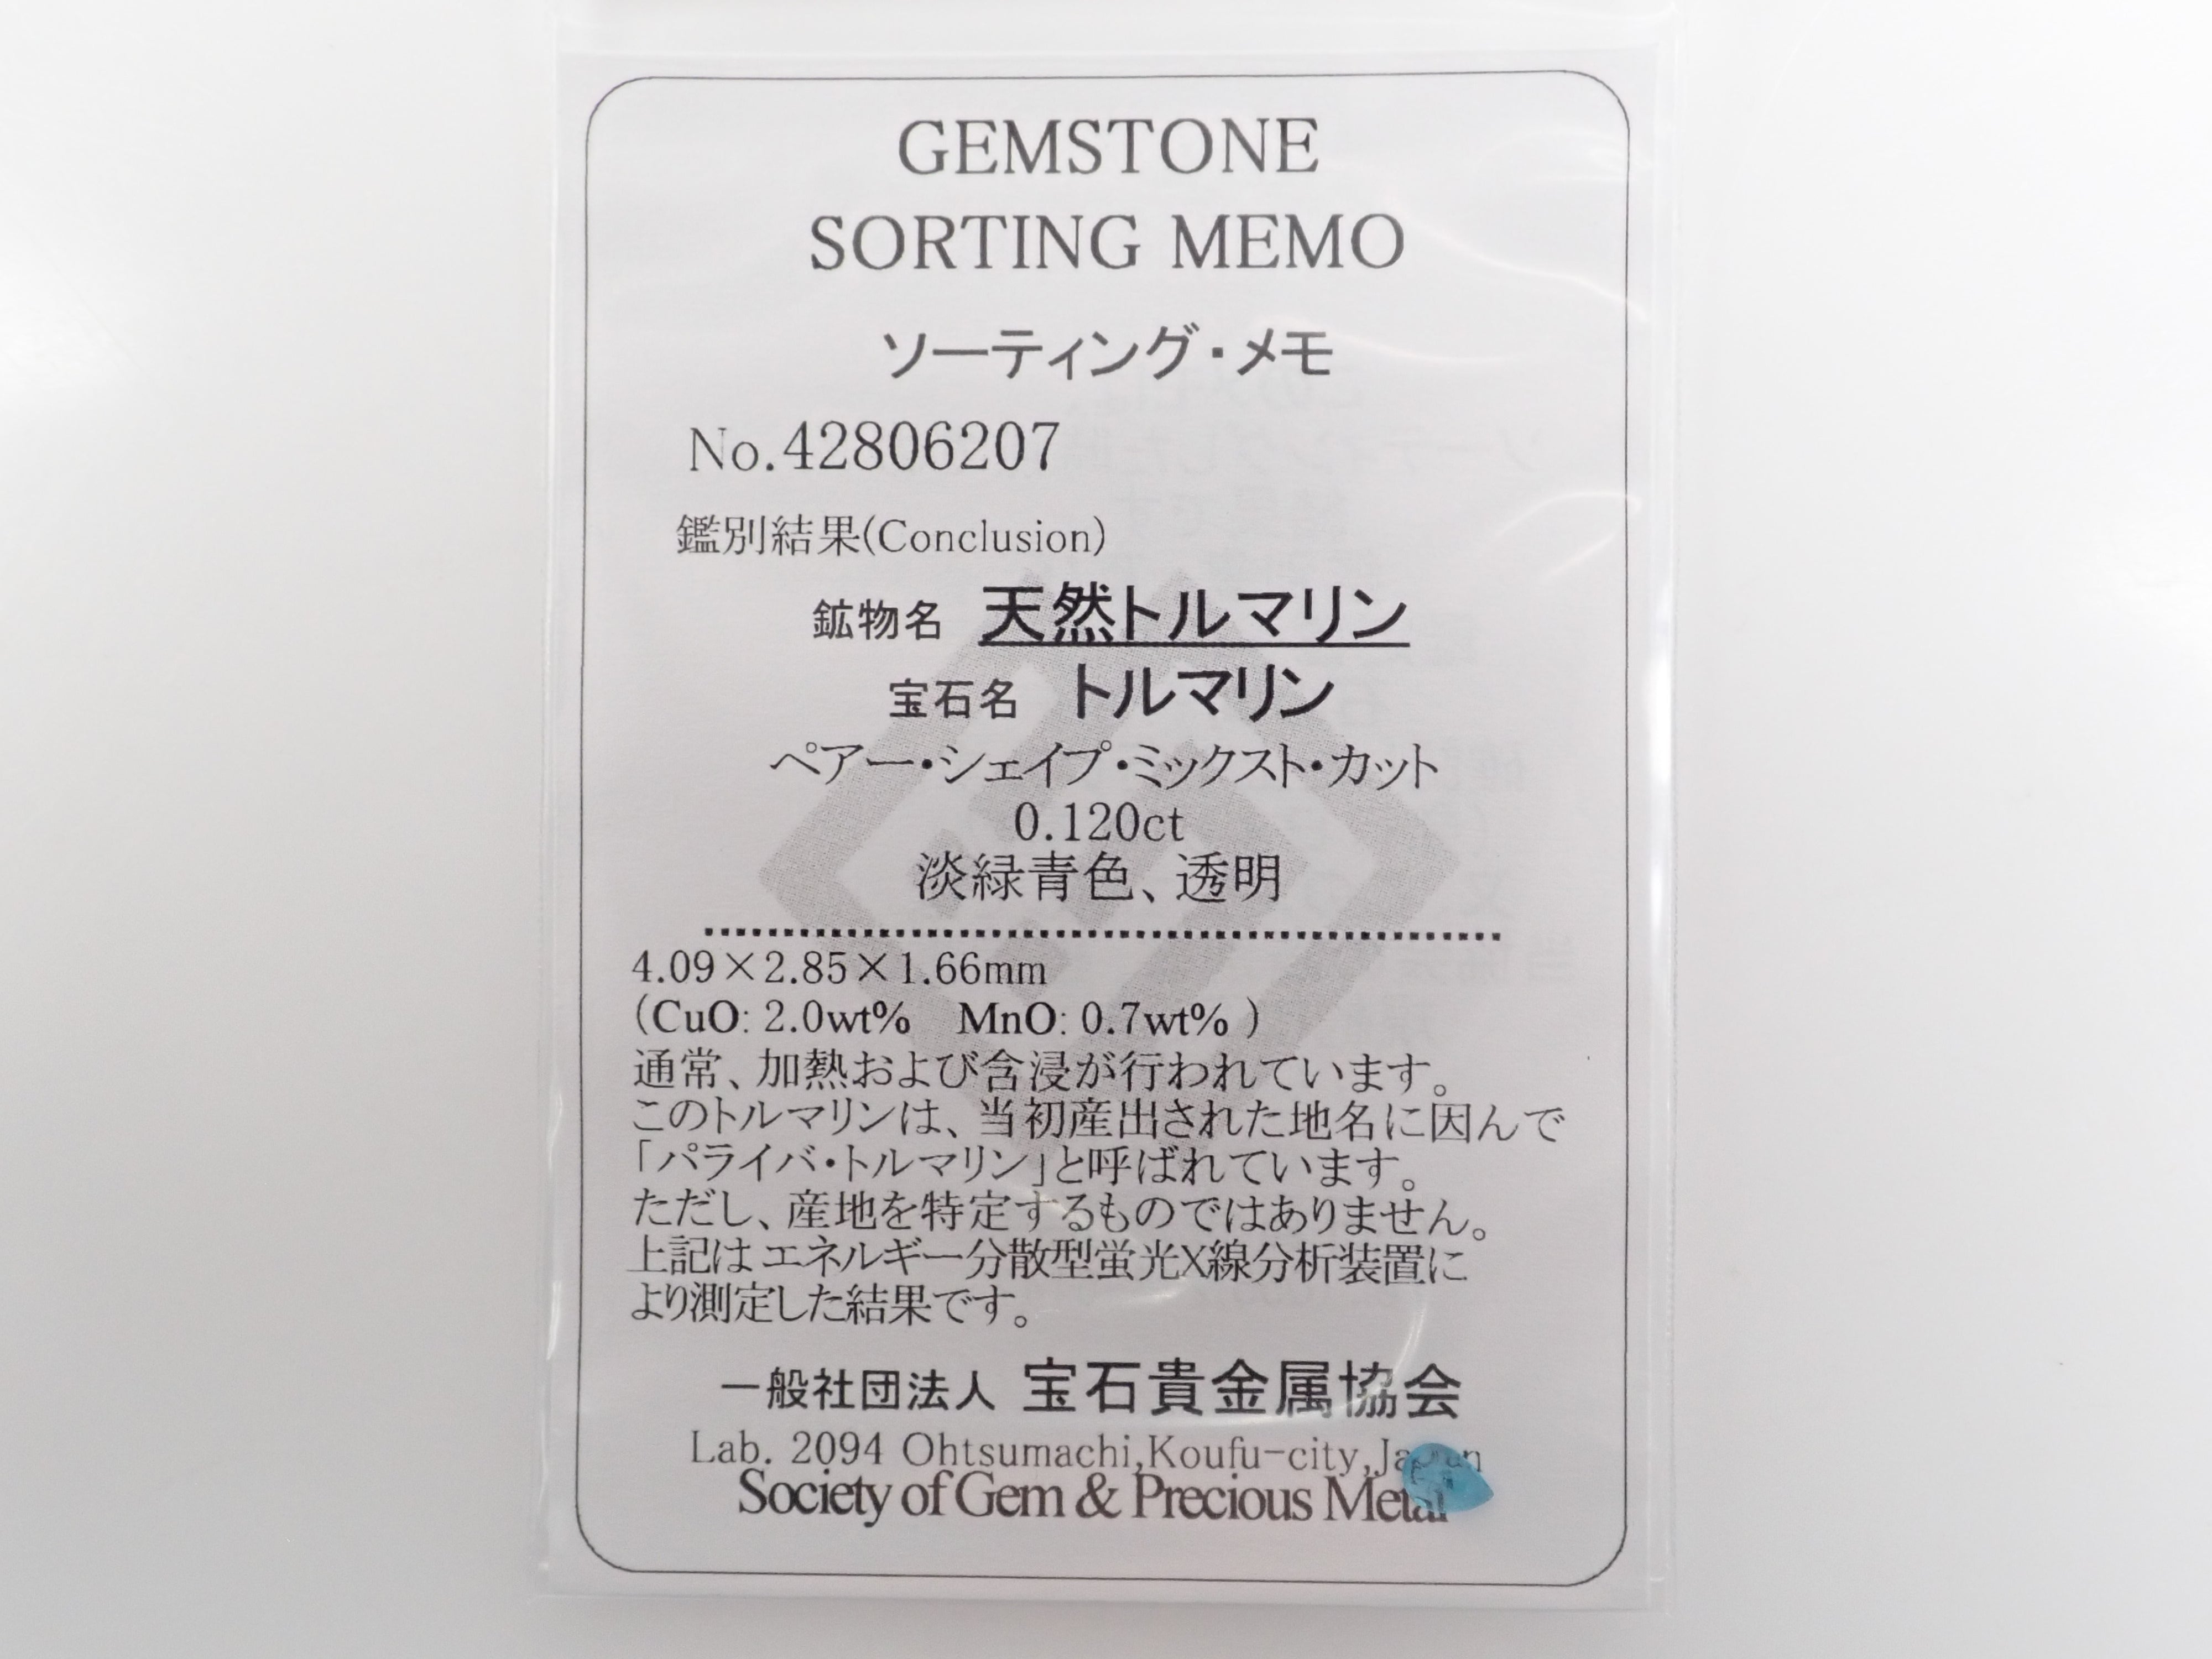 GEMSTONE
SORTING MEMO
ソーティング・メモ
No.42806207
鑑別結果(Conclusion)
鉱物名 天然トルマリン
宝石名 トルマリン
ペアー・シェイプ・ミックスト・カット
0.120ct
淡緑青色、透明
4.09×2.85×1.66mm
(CuO: 2.0wt% MnO: 0.7wt% )
通常、加熱および含浸が行われています。
このトルマリンは、当初産出された地名に因んで
「パライバ・トルマリン」と呼ばれています。
ただし、産地を特定するものではありません。
上記はエネルギー分散型蛍光X線分析装置に
より測定した結果です。
一般社団法人 宝石貴金属協会
Lab. 2094 Ohtsumachi,Koufu-city,Japan
Society of Gem & Precious Metal